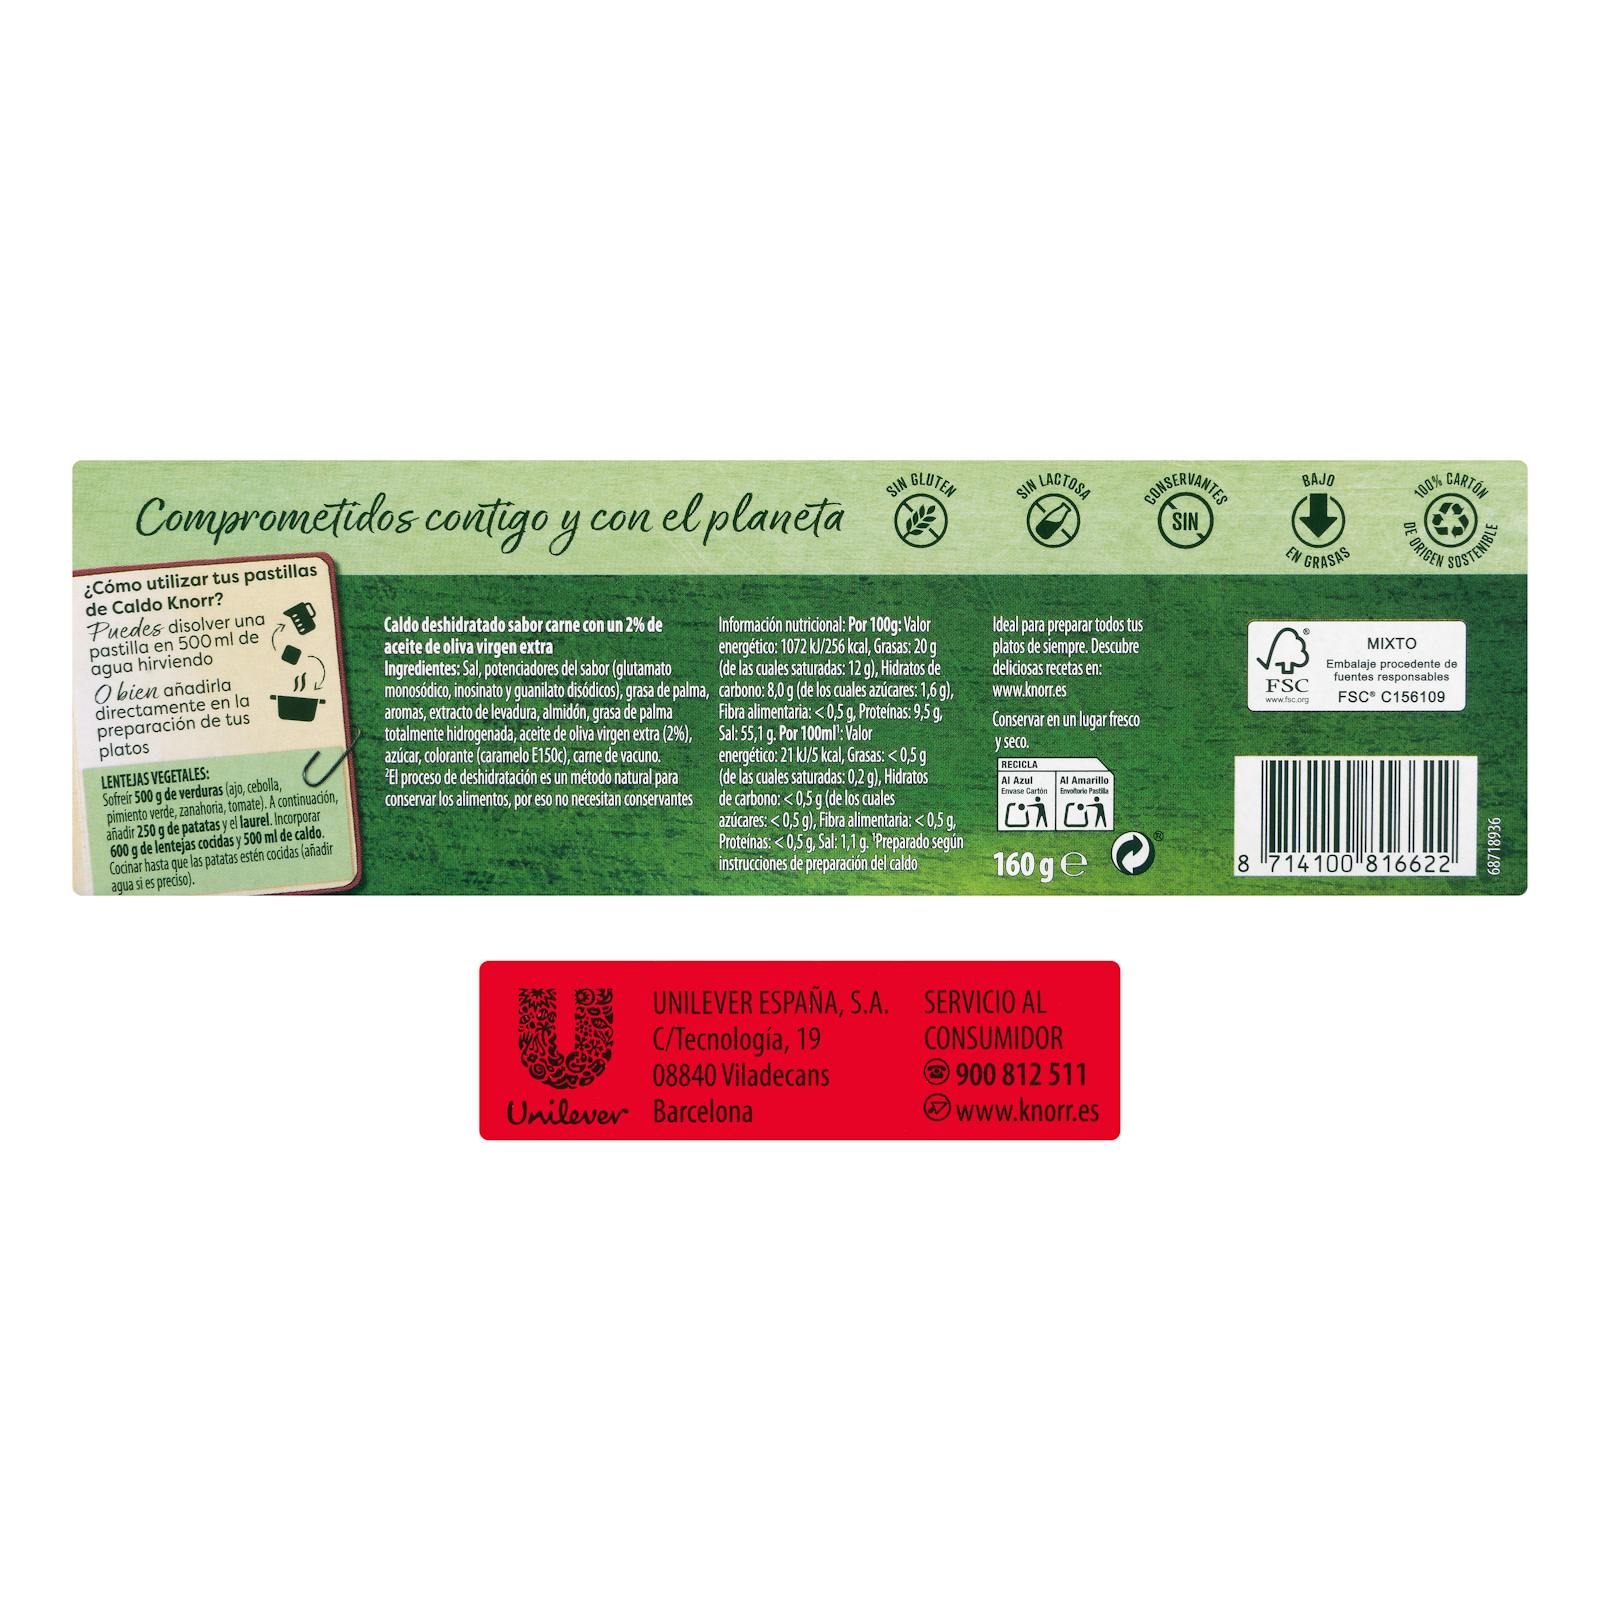 Comprometidos contigo y con el planeta
SIN GLUTEN
SIN LACTOSA
CONSERVANTES
SIN
BAJO
EN GRASAS
100% CARTÓN
DE ORIGEN SOSTENIBLE
¿Cómo utilizar tus pastillas
de Caldo Knorr?
Puedes disolver una
pastilla en 500 ml de
agua hirviendo
O bien añadirla
directamente en la
preparación de tus
platos
LENTEJAS VEGETALES:
Sofreír 500 g de verduras (ajo, cebolla,
pimiento verde, zanahoria, tomate). A continuación,
añadir 250 g de patatas y el laurel. Incorporar
600 g de lentejas cocidas y 500 ml de caldo.
Cocinar hasta que las patatas estén cocidas (añadir
agua si es preciso).
Caldo deshidratado sabor carne con un 2% de
aceite de oliva virgen extra
Ingredientes: Sal, potenciadores del sabor (glutamato
monosódico, inosinato y guanilato disódicos), grasa de palma,
aromas, extracto de levadura, almidón, grasa de palma
totalmente hidrogenada, aceite de oliva virgen extra (2%),
azúcar, colorante (caramelo E150c), carne de vacuno.
²El proceso de deshidratación es un método natural para
conservar los alimentos, por eso no necesitan conservantes
Información nutricional: Por 100g: Valor
energético: 1072 kJ/256 kcal, Grasas: 20 g
(de las cuales saturadas: 12 g), Hidratos de
carbono: 8,0 g (de los cuales azúcares: 1,6 g),
Fibra alimentaria: < 0,5 g, Proteínas: 9,5 g,
Sal: 55,1 g. Por 100ml¹: Valor
energético: 21 kJ/5 kcal, Grasas: < 0,5 g
(de las cuales saturadas: 0,2 g), Hidratos
de carbono: < 0,5 g (de los cuales
azúcares: < 0,5 g), Fibra alimentaria: < 0,5 g,
Proteínas: < 0,5 g, Sal: 1,1 g. ¹Preparado según
instrucciones de preparación del caldo
Ideal para preparar todos tus
platos de siempre. Descubre
deliciosas recetas en:
www.knorr.es
Conservar en un lugar fresco
y seco.
RECICLA
Al Azul
Envase Cartón
Al Amarillo
Envoltorio Pastilla
160 g ℮
®
®
FSC
www.fsc.org
MIXTO
Embalaje procedente de
fuentes responsables
FSC® C156109
8 714100 816622
68718936
Unilever
UNILEVER ESPAÑA, S.A.
C/Tecnología, 19
08840 Viladecans
Barcelona
SERVICIO AL
CONSUMIDOR
900 812 511
www.knorr.es